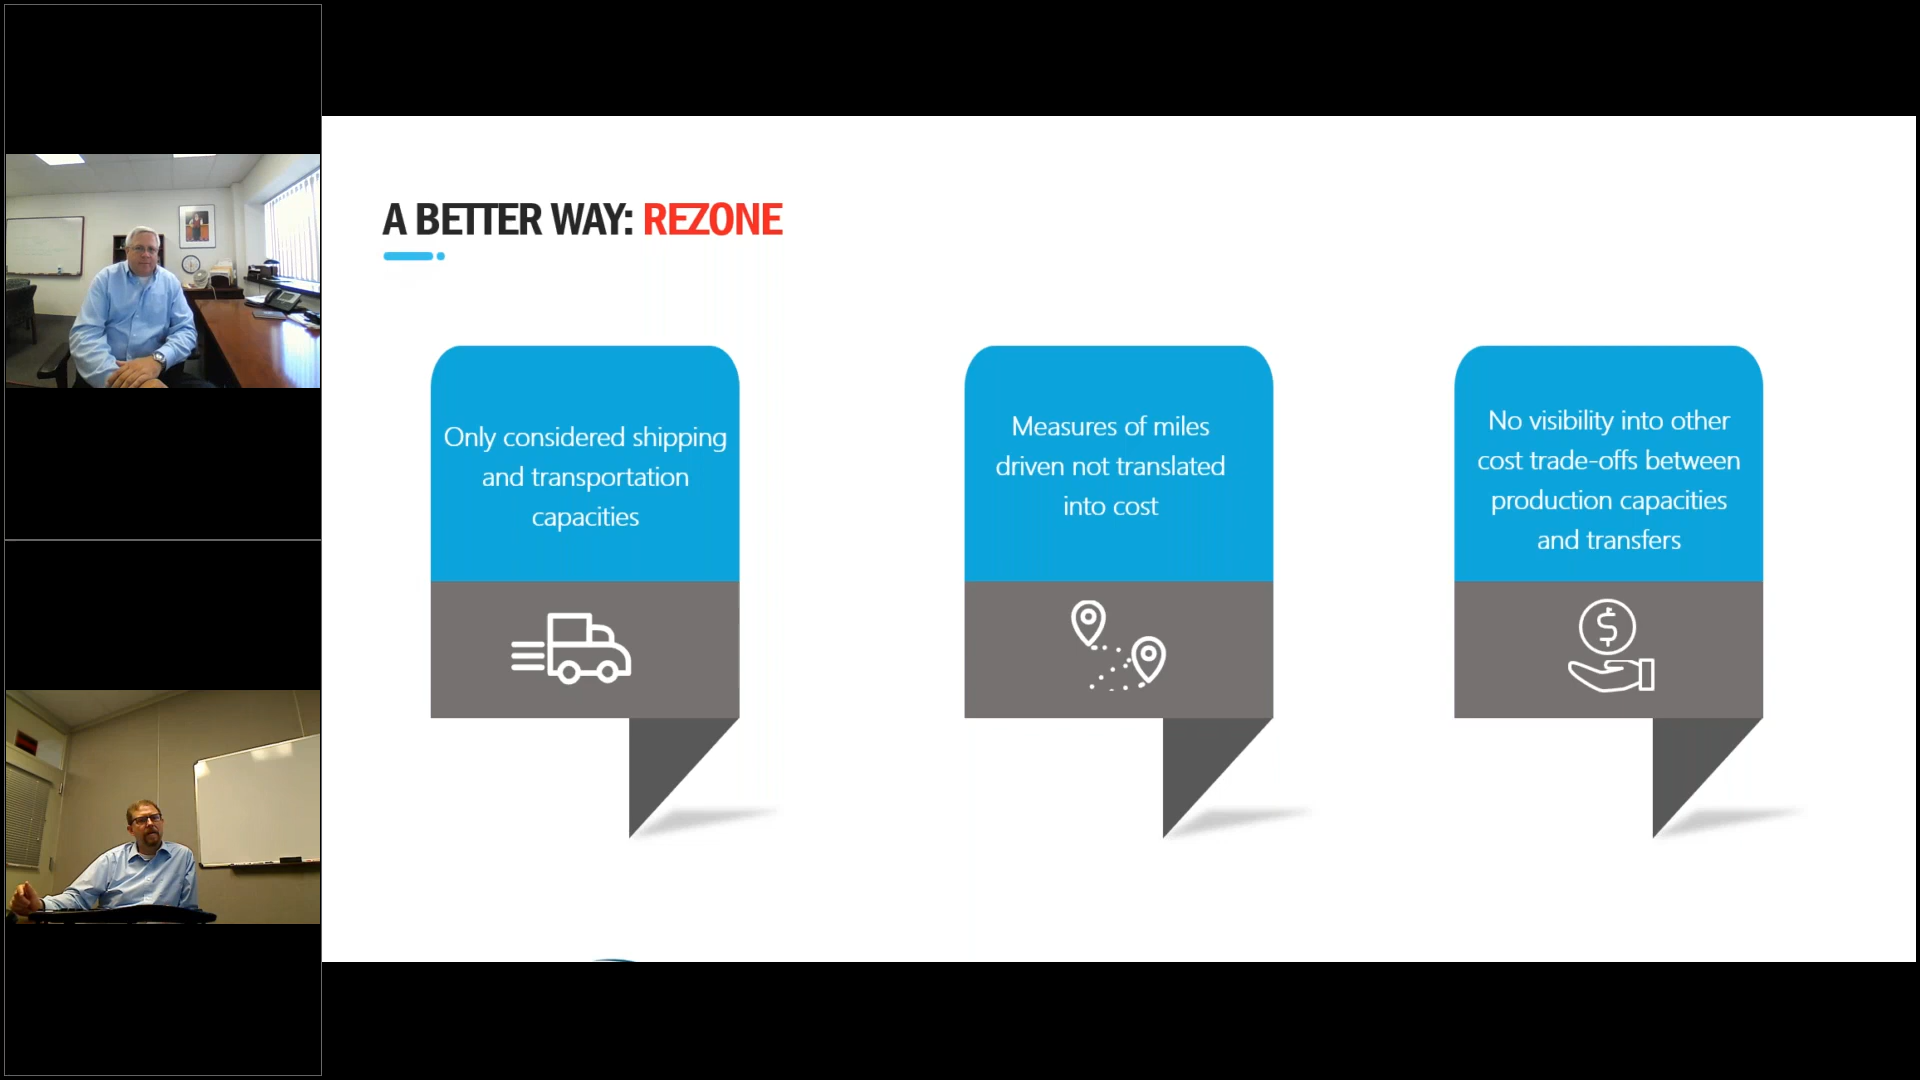 A BETTER WAY: REZONE
Only considered shipping
and transportation
capacities
Measures of miles
driven not translated
into cost
No visibility into other
cost trade-offs between
production capacities
and transfers
$